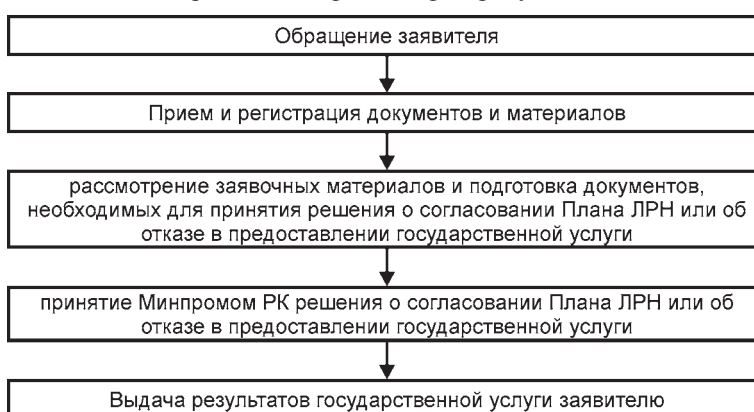 Обращение заявителя
Прием и регистрация документов и материалов
рассмотрение заявочных материалов и подготовка документов,
необходимых для принятия решения о согласовании Плана ЛРН или об
отказе в предоставлении государственной услуги
принятие Минпромом РК решения о согласовании Плана ЛРН или об
отказе в предоставлении государственной услуги
Выдача результатов государственной услуги заявителю